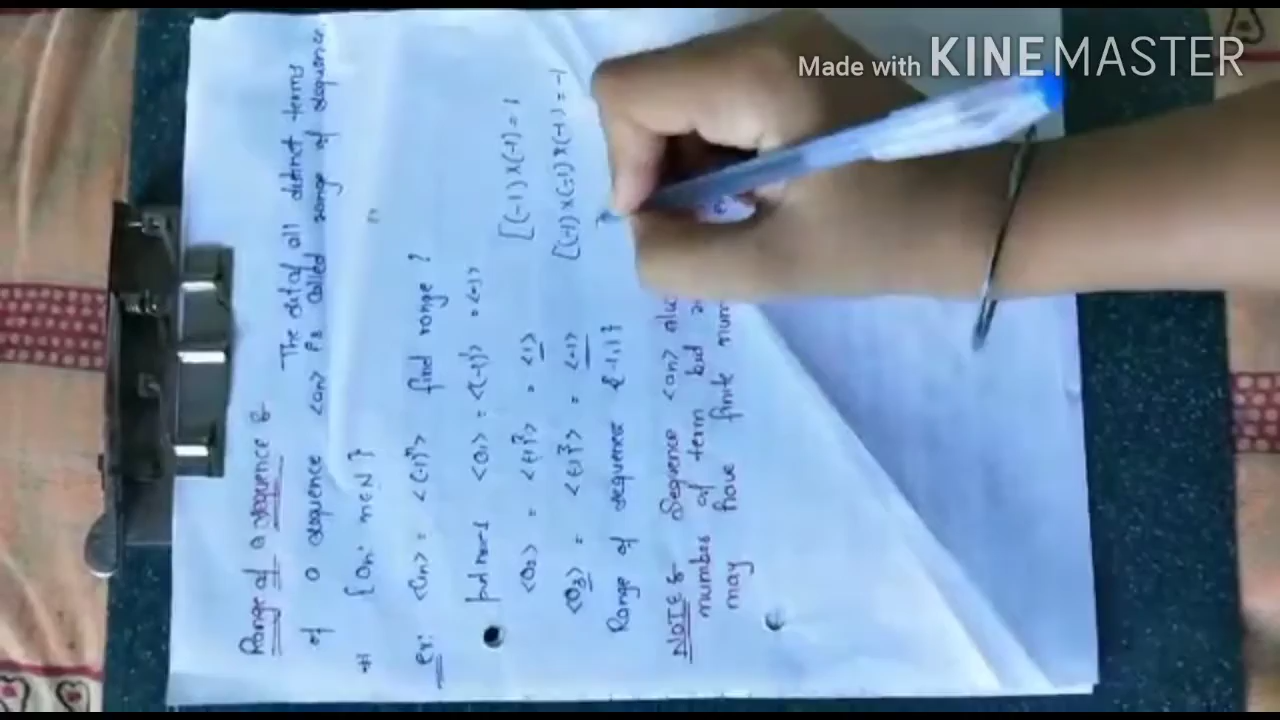 Made with KINEMASTER
Range of a sequence :- The set of all distinct terms
of a sequence <an> is called range of sequence.
{an: n∈N}
Ex: <an> = <(-1)^n> find range ?
put n=1 <a1> = <(-1)^1> = <-1>
<a2> = <(-1)^2> = <1> [(-1)x(-1)=1
<a3> = <(-1)^3> = <-1> [(-1)x(-1)x(-1)=-1
Range of sequence {-1,1}
NOTE :- Sequence <an>
number of term but
may have finite